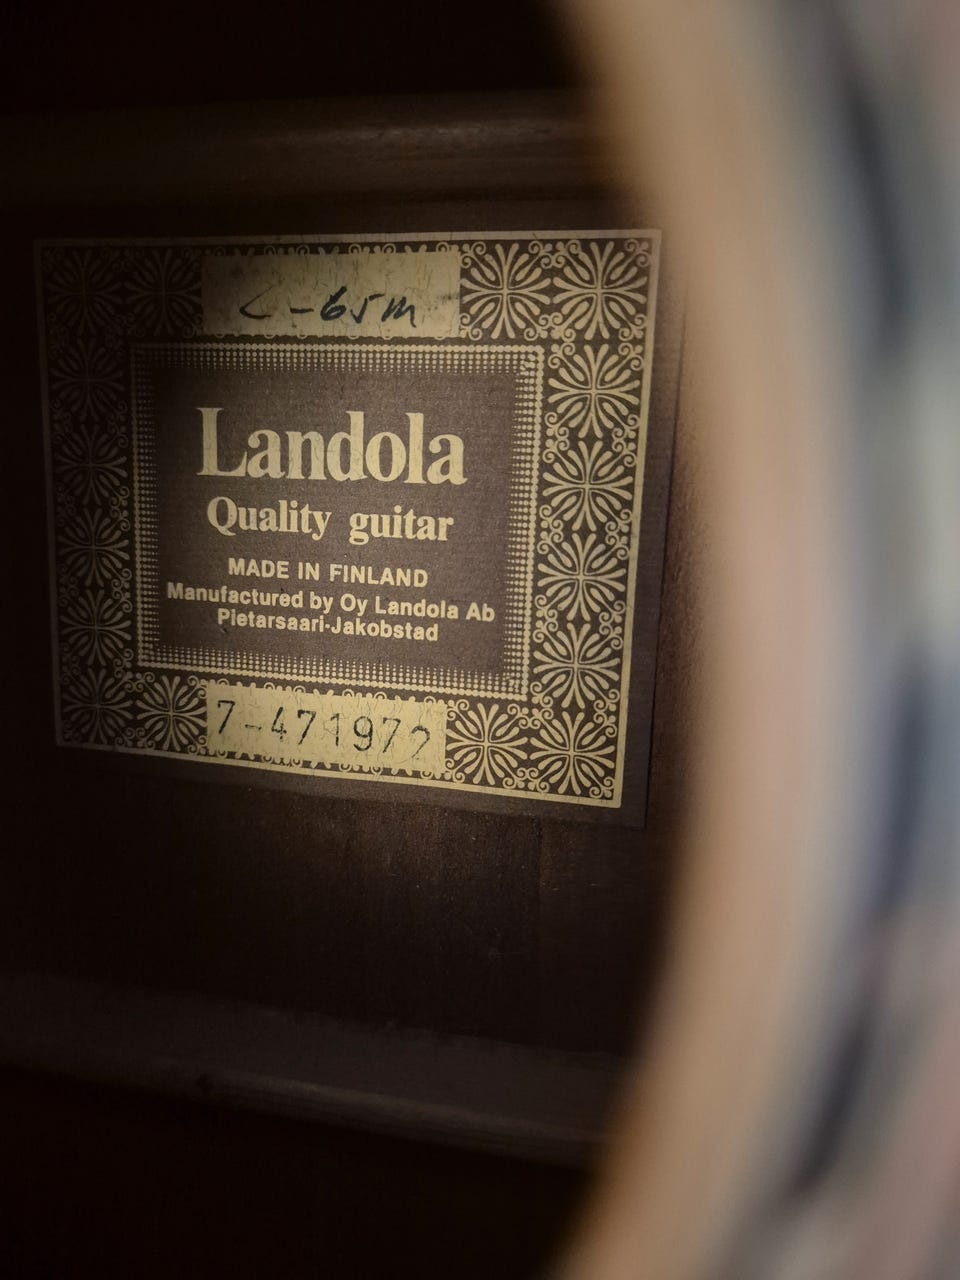 C-65m
Landola
Quality guitar
MADE IN FINLAND
Manufactured by Oy Landola Ab
Pietarsaari-Jakobstad
7-471972